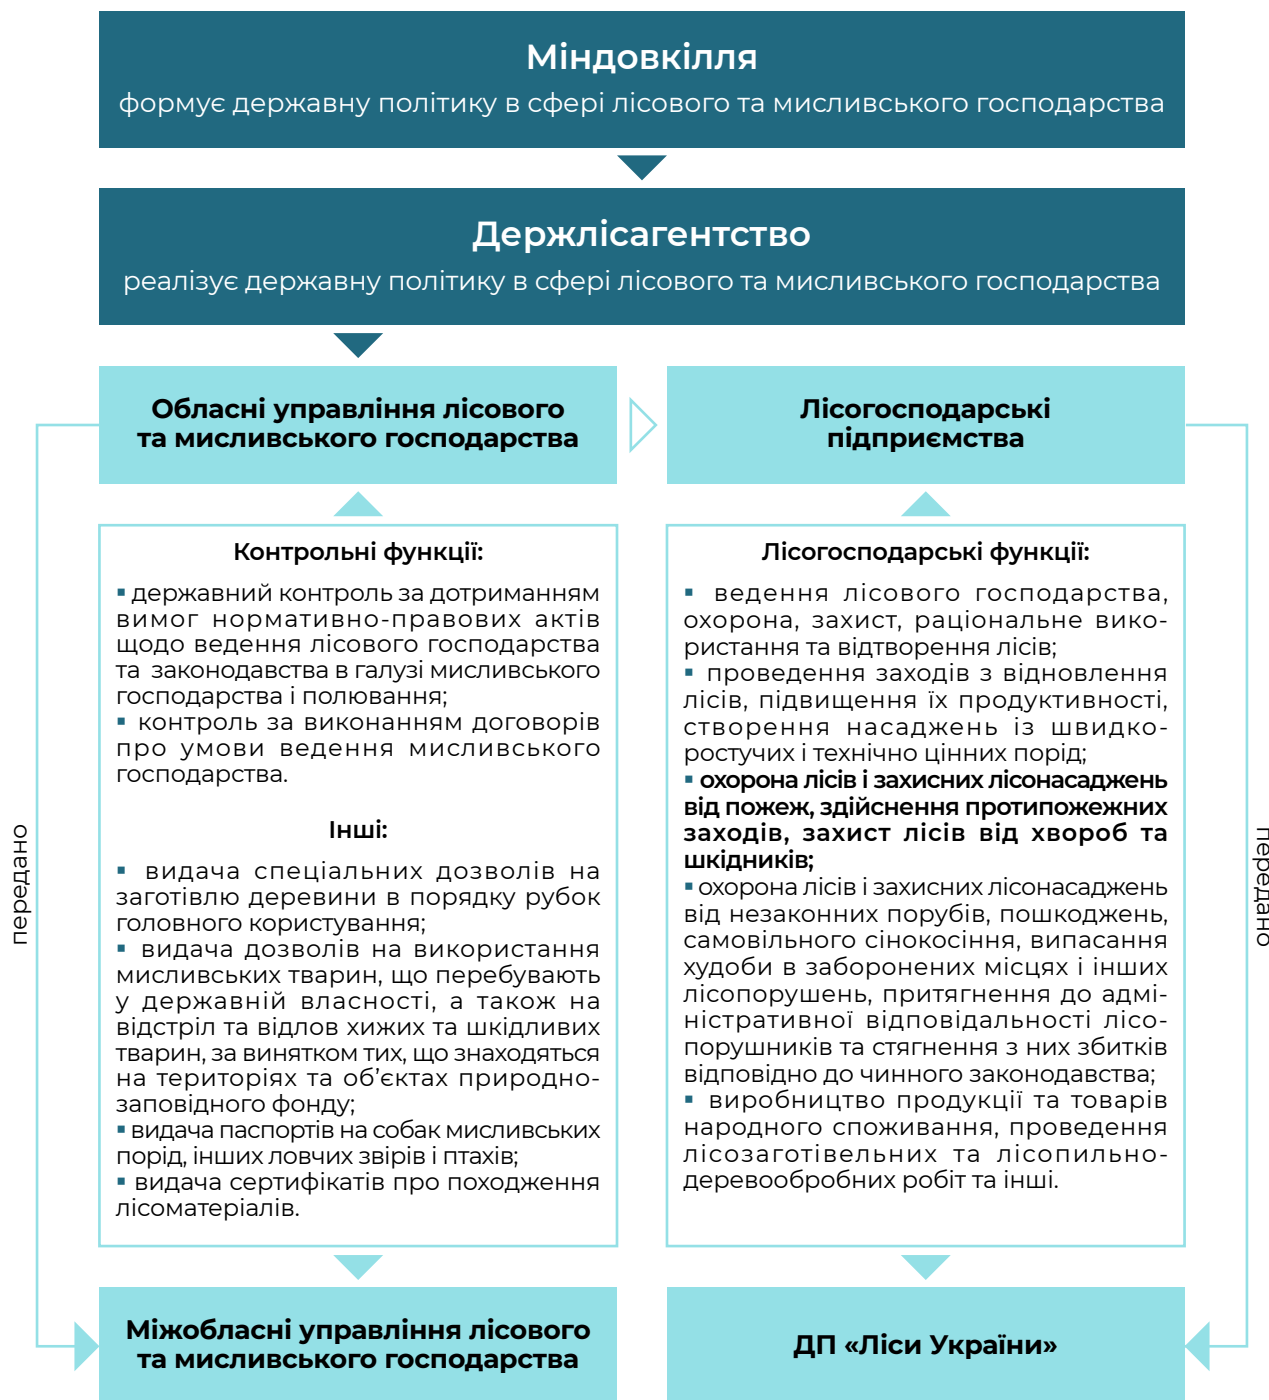 Міндовкілля
формує державну політику в сфері лісового та мисливського господарства
Держлісагентство
реалізує державну політику в сфері лісового та мисливського господарства
Обласні управління лісового
та мисливського господарства
Лісогосподарські
підприємства
передано
Контрольні функції:
▪ державний контроль за дотриманням
вимог нормативно-правових актів
щодо ведення лісового господарства
та законодавства в галузі мисливського
господарства і полювання;
▪ контроль за виконанням договорів
про умови ведення мисливського
господарства.
Інші:
▪ видача спеціальних дозволів на
заготівлю деревини в порядку рубок
головного користування;
▪ видача дозволів на використання
мисливських тварин, що перебувають
у державній власності, а також на
відстріл та відлов хижих та шкідливих
тварин, за винятком тих, що знаходяться
на територіях та об’єктах природно-
заповідного фонду;
▪ видача паспортів на собак мисливських
порід, інших ловчих звірів і птахів;
▪ видача сертифікатів про походження
лісоматеріалів.
Лісогосподарські функції:
▪ ведення лісового господарства,
охорона, захист, раціональне вико-
ристання та відтворення лісів;
▪ проведення заходів з відновлення
лісів, підвищення їх продуктивності,
створення насаджень із швидко-
ростучих і технічно цінних порід;
▪ охорона лісів і захисних лісонасаджень
від пожеж, здійснення протипожежних
заходів, захист лісів від хвороб та
шкідників;
▪ охорона лісів і захисних лісонасаджень
від незаконних порубів, пошкоджень,
самовільного сінокосіння, випасання
худоби в заборонених місцях і інших
лісопорушень, притягнення до адмі-
ністративної відповідальності лісо-
порушників та стягнення з них збитків
відповідно до чинного законодавства;
▪ виробництво продукції та товарів
народного споживання, проведення
лісозаготівельних та лісопильно-
деревообробних робіт та інші.
передано
Міжобласні управління лісового
та мисливського господарства
ДП «Ліси України»